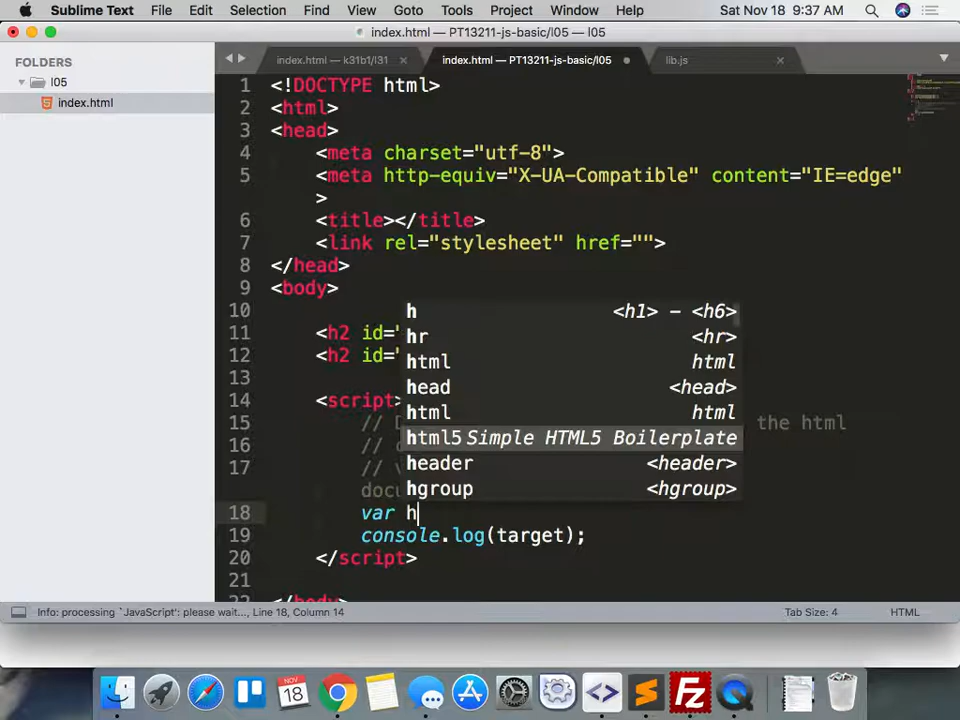 Sublime Text File Edit Selection Find View Goto Tools Project Window Help Sat Nov 18 9:37 AM
index.html — PT13211-js-basic/l05 — l05
FOLDERS
l05
index.html
index.html — k31b1/l31
index.html — PT13211-js-basic/l05
lib.js
1 <!DOCTYPE html>
2 <html>
3 <head>
4 <meta charset="utf-8">
5 <meta http-equiv="X-UA-Compatible" content="IE=edge"
>
6 <title></title>
7 <link rel="stylesheet" href="">
8 </head>
9 <body>
10
11 <h2 id="
12 <h2 id="
13
14 <script>
15 // D the html
16 //
17 // v
docu
18 var h
19 console.log(target);
20 </script>
21
22 </body>
h <h1> – <h6>
hr <hr>
html html
head <head>
html html
html5 Simple HTML5 Boilerplate
header <header>
hgroup <hgroup>
Info: processing `JavaScript': please wait..., Line 18, Column 14
Tab Size: 4
HTML
NOV
18